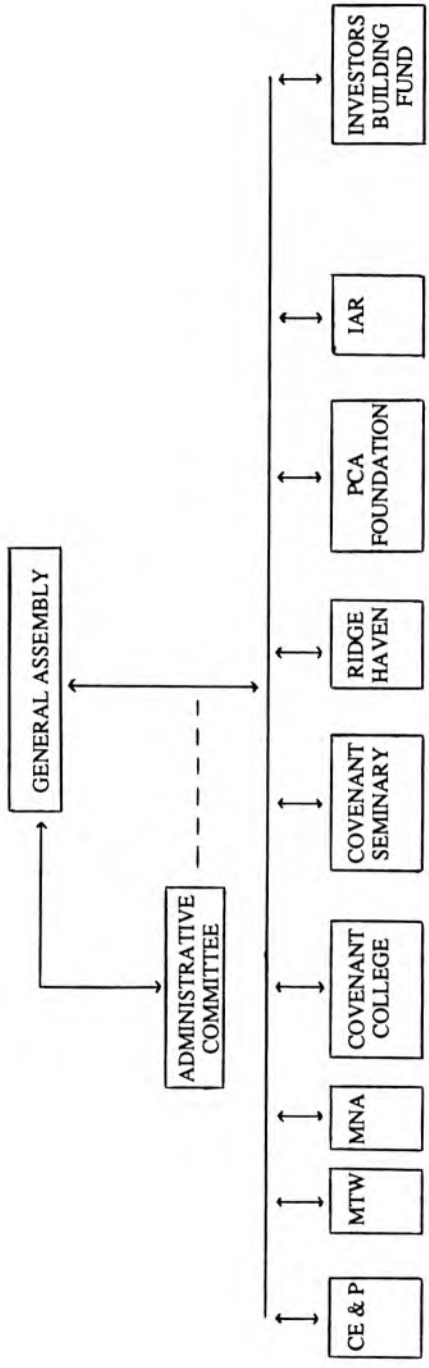 GENERAL ASSEMBLY
ADMINISTRATIVE
COMMITTEE
CE & P
MTW
MNA
COVENANT
COLLEGE
COVENANT
SEMINARY
RIDGE
HAVEN
PCA
FOUNDATION
IAR
INVESTORS
BUILDING
FUND